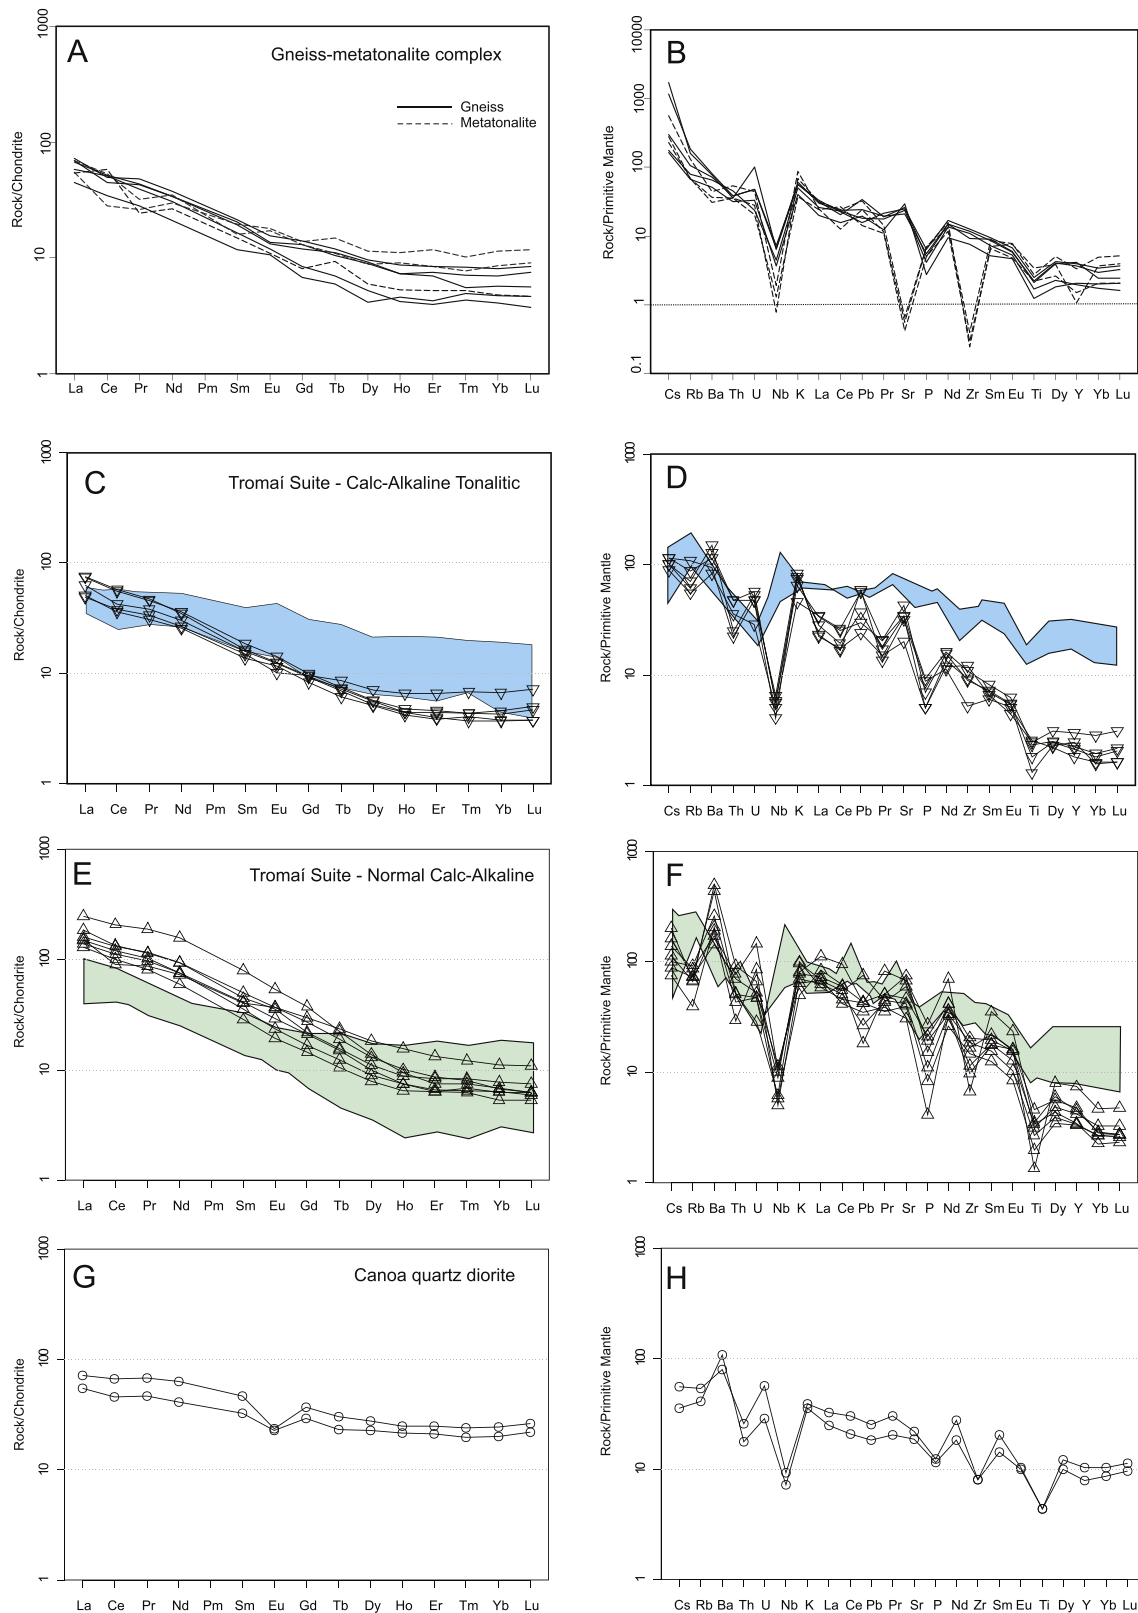 A
Gneiss-metatonalite complex
Gneiss
Metatonalite
Rock/Chondrite
1000
100
10
1
La Ce Pr Nd Pm Sm Eu Gd Tb Dy Ho Er Tm Yb Lu
B
Rock/Primitive Mantle
10000
1000
100
10
1
0.1
Cs Rb Ba Th U Nb K La Ce Pb Pr Sr P Nd Zr Sm Eu Ti Dy Y Yb Lu
C
Tromaí Suite - Calc-Alkaline Tonalitic
Rock/Chondrite
1000
100
10
1
La Ce Pr Nd Pm Sm Eu Gd Tb Dy Ho Er Tm Yb Lu
D
Rock/Primitive Mantle
1000
100
10
1
Cs Rb Ba Th U Nb K La Ce Pb Pr Sr P Nd Zr Sm Eu Ti Dy Y Yb Lu
E
Tromaí Suite - Normal Calc-Alkaline
Rock/Chondrite
1000
100
10
1
La Ce Pr Nd Pm Sm Eu Gd Tb Dy Ho Er Tm Yb Lu
F
Rock/Primitive Mantle
1000
100
10
1
Cs Rb Ba Th U Nb K La Ce Pb Pr Sr P Nd Zr Sm Eu Ti Dy Y Yb Lu
G
Canoa quartz diorite
Rock/Chondrite
1000
100
10
1
La Ce Pr Nd Pm Sm Eu Gd Tb Dy Ho Er Tm Yb Lu
H
Rock/Primitive Mantle
1000
100
10
1
Cs Rb Ba Th U Nb K La Ce Pb Pr Sr P Nd Zr Sm Eu Ti Dy Y Yb Lu